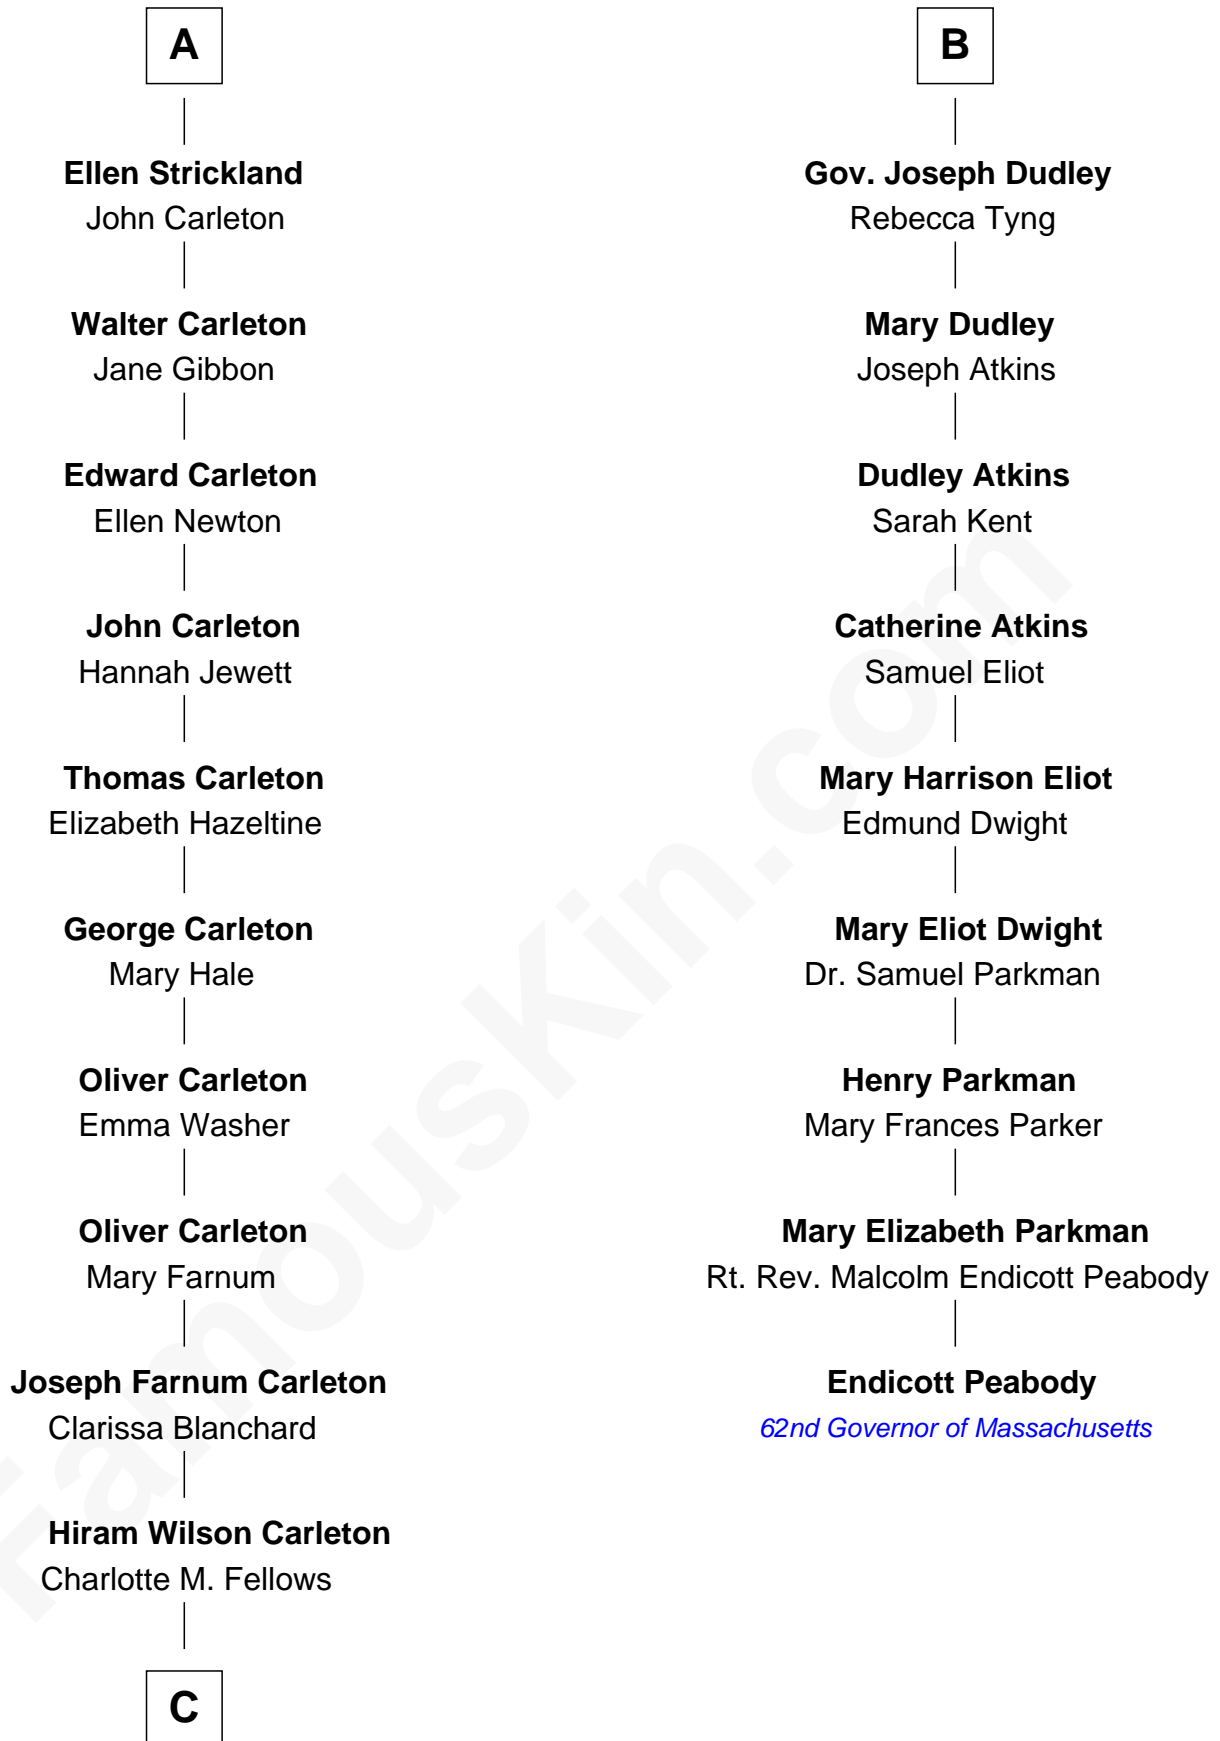 A
Ellen Strickland
John Carleton
Walter Carleton
Jane Gibbon
Edward Carleton
Ellen Newton
John Carleton
Hannah Jewett
Thomas Carleton
Elizabeth Hazeltine
George Carleton
Mary Hale
Oliver Carleton
Emma Washer
Oliver Carleton
Mary Farnum
Joseph Farnum Carleton
Clarissa Blanchard
Hiram Wilson Carleton
Charlotte M. Fellows
C
B
Gov. Joseph Dudley
Rebecca Tyng
Mary Dudley
Joseph Atkins
Dudley Atkins
Sarah Kent
Catherine Atkins
Samuel Eliot
Mary Harrison Eliot
Edmund Dwight
Mary Eliot Dwight
Dr. Samuel Parkman
Henry Parkman
Mary Frances Parker
Mary Elizabeth Parkman
Rt. Rev. Malcolm Endicott Peabody
Endicott Peabody
62nd Governor of Massachusetts
FamousKin.com